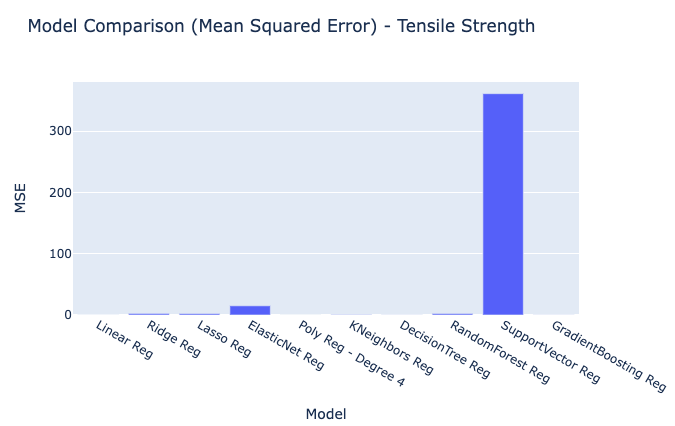 Model Comparison (Mean Squared Error) - Tensile Strength
MSE
300
200
100
0
Linear Reg
Ridge Reg
Lasso Reg
ElasticNet Reg
Poly Reg - Degree 4
KNeighbors Reg
DecisionTree Reg
RandomForest Reg
SupportVector Reg
GradientBoosting Reg
Model